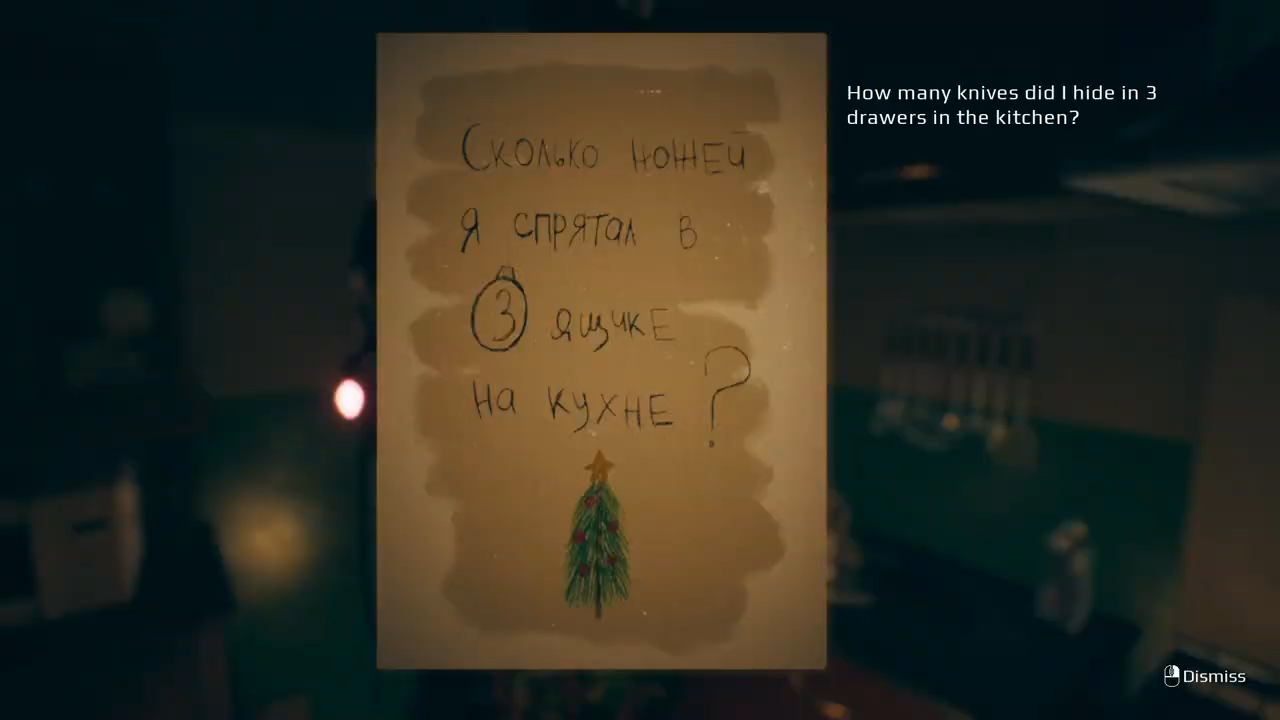 Сколько ножей
я спрятал в
3 ящике
на кухне ?
How many knives did I hide in 3
drawers in the kitchen?
Dismiss